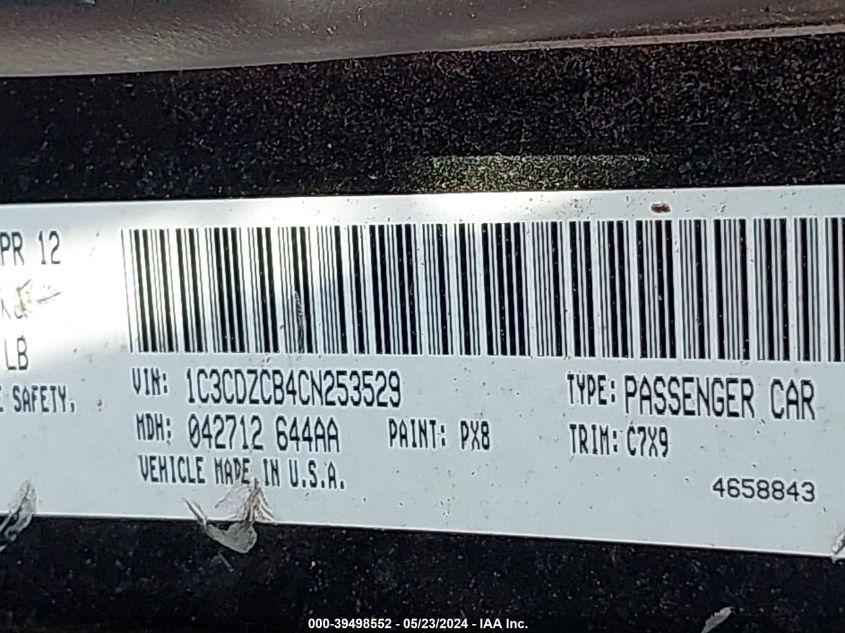 PR 12
LB
SAFETY,
VIN: 1C3CDZCB4CN253529
TYPE: PASSENGER CAR
MDH: 042712 644AA PAINT: PX8
TRIM: C7X9
VEHICLE MADE IN U.S.A.
4658843
000-39498552 - 05/23/2024 - IAA Inc.